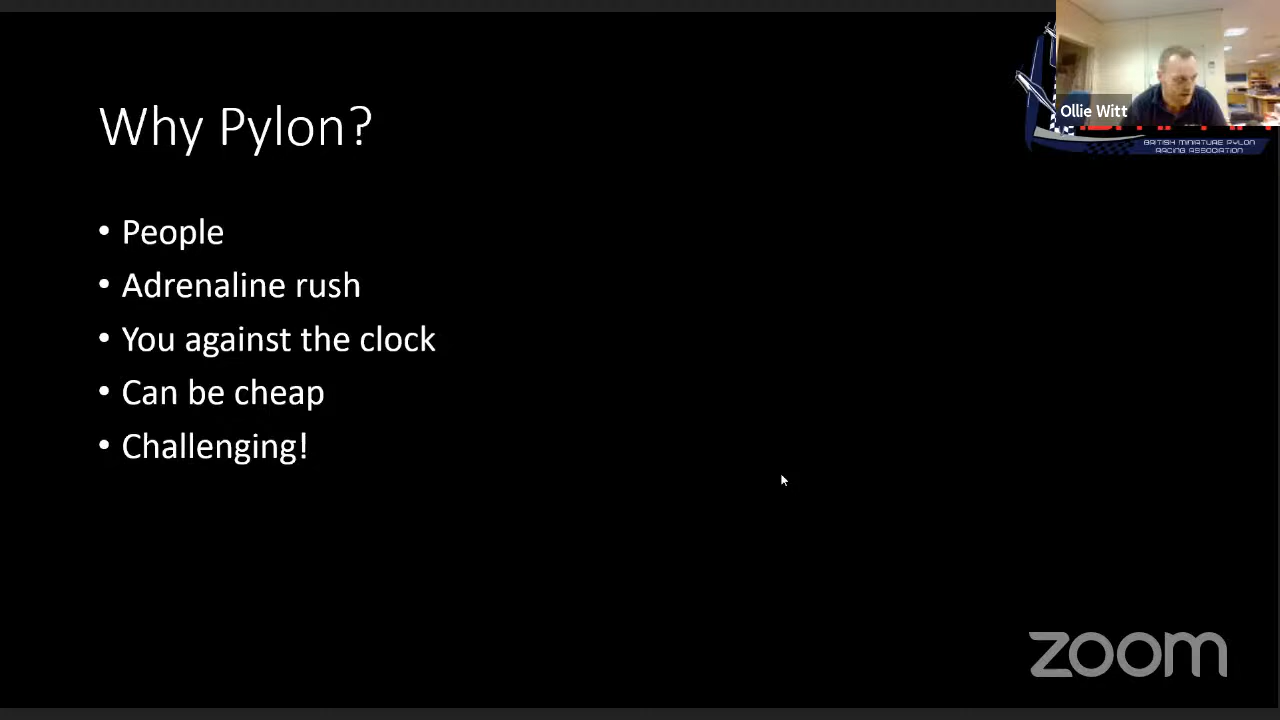 Why Pylon?
Ollie Witt
BRITISH MINIATURE PYLON
RACING ASSOCIATION
• People
• Adrenaline rush
• You against the clock
• Can be cheap
• Challenging!
zoom